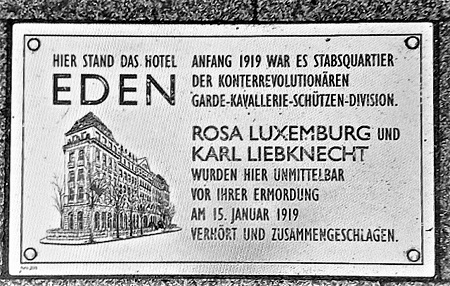 HIER STAND DAS HOTEL
EDEN
ANFANG 1919 WAR ES STABSQUARTIER
DER KONTERREVOLUTIONÄREN
GARDE-KAVALLERIE-SCHÜTZEN-DIVISION.
ROSA LUXEMBURG UND
KARL LIEBKNECHT
WURDEN HIER UNMITTELBAR
VOR IHRER ERMORDUNG
AM 15. JANUAR 1919
VERHÖRT UND ZUSAMMENGESCHLAGEN.